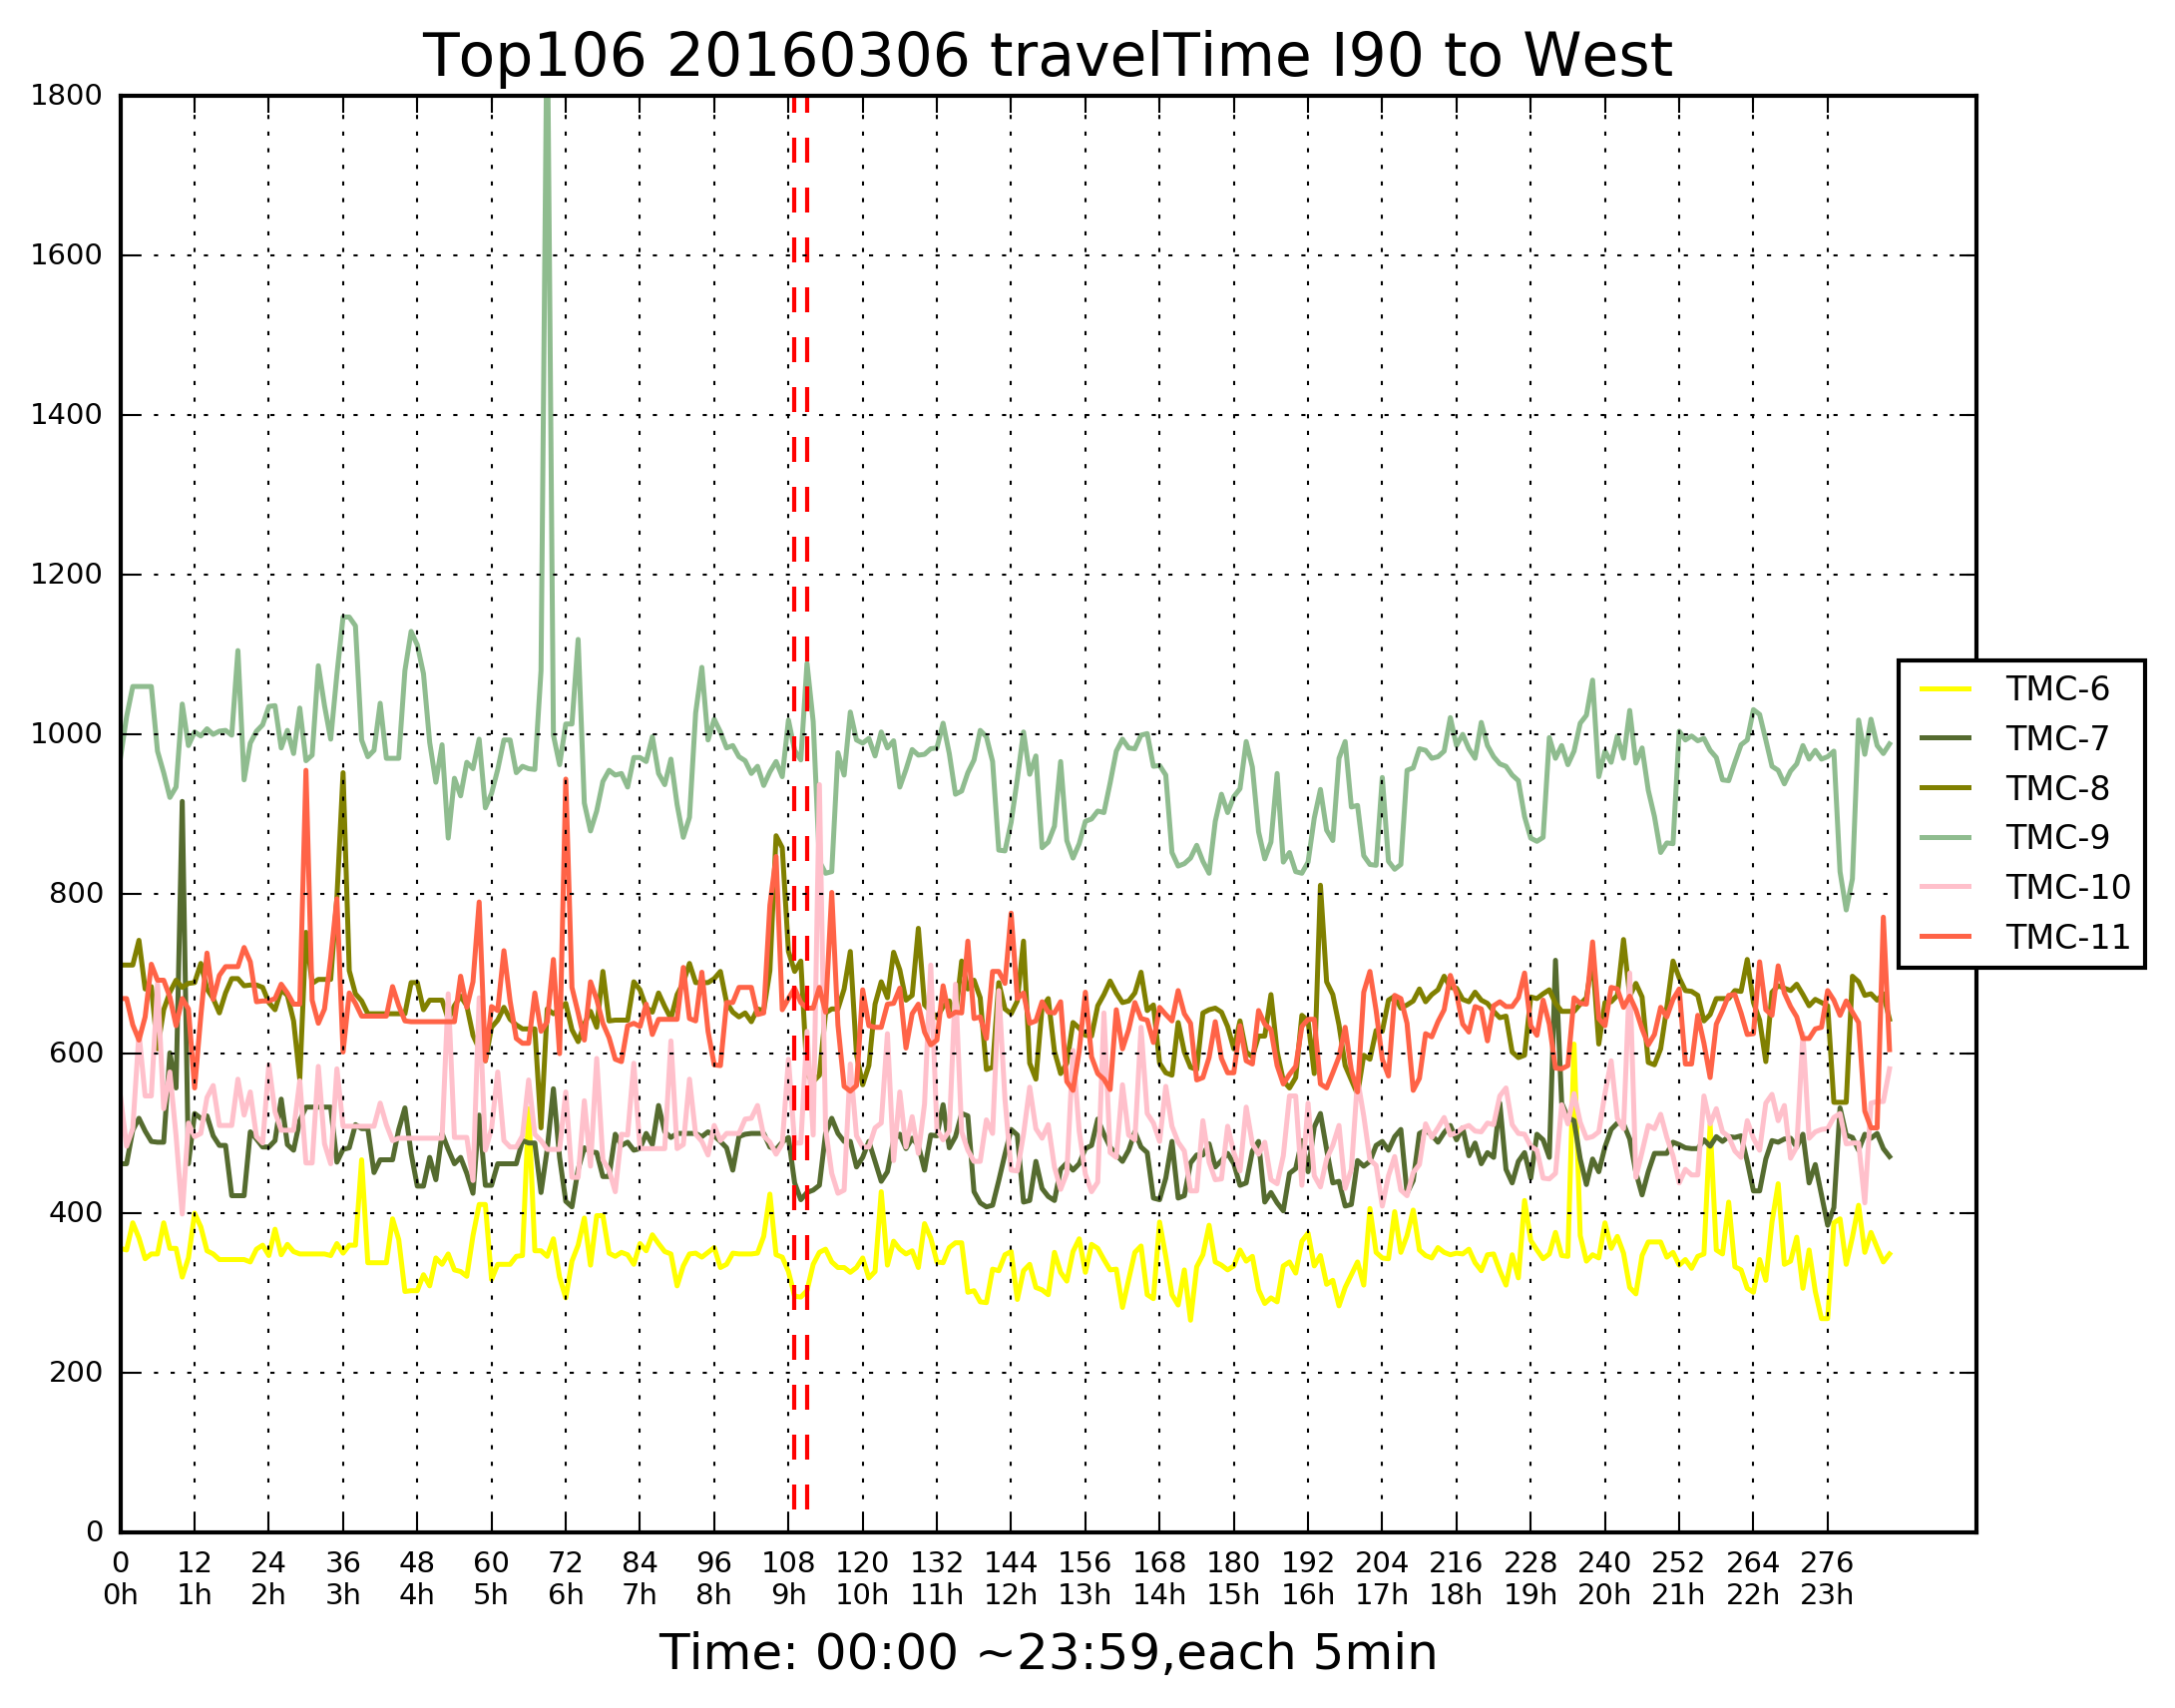 Top106 20160306 travelTime I90 to West
1800
1600
1400
1200
1000
800
600
400
200
0
0 12 24 36 48 60 72 84 96 108 120 132 144 156 168 180 192 204 216 228 240 252 264 276
0h 1h 2h 3h 4h 5h 6h 7h 8h 9h 10h 11h 12h 13h 14h 15h 16h 17h 18h 19h 20h 21h 22h 23h
Time: 00:00 ~23:59,each 5min
TMC-6
TMC-7
TMC-8
TMC-9
TMC-10
TMC-11